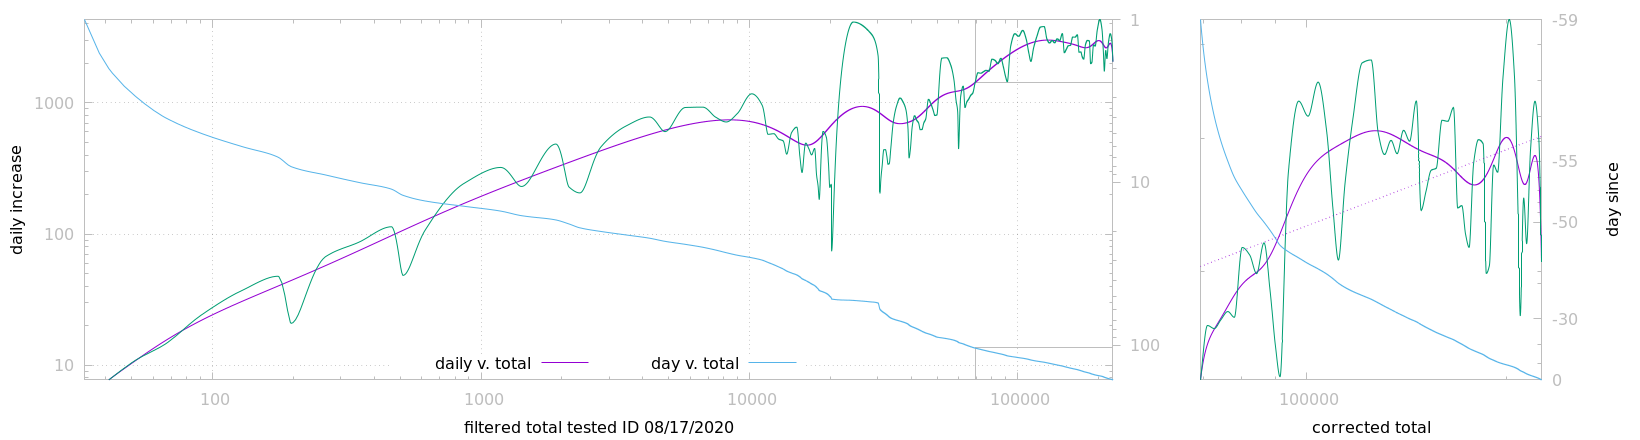 daily increase
1000
100
10
100
1000
10000
100000
filtered total tested ID 08/17/2020
daily v. total
day v. total
1
10
100
100000
corrected total
-59
-55
-50
-30
0
day since